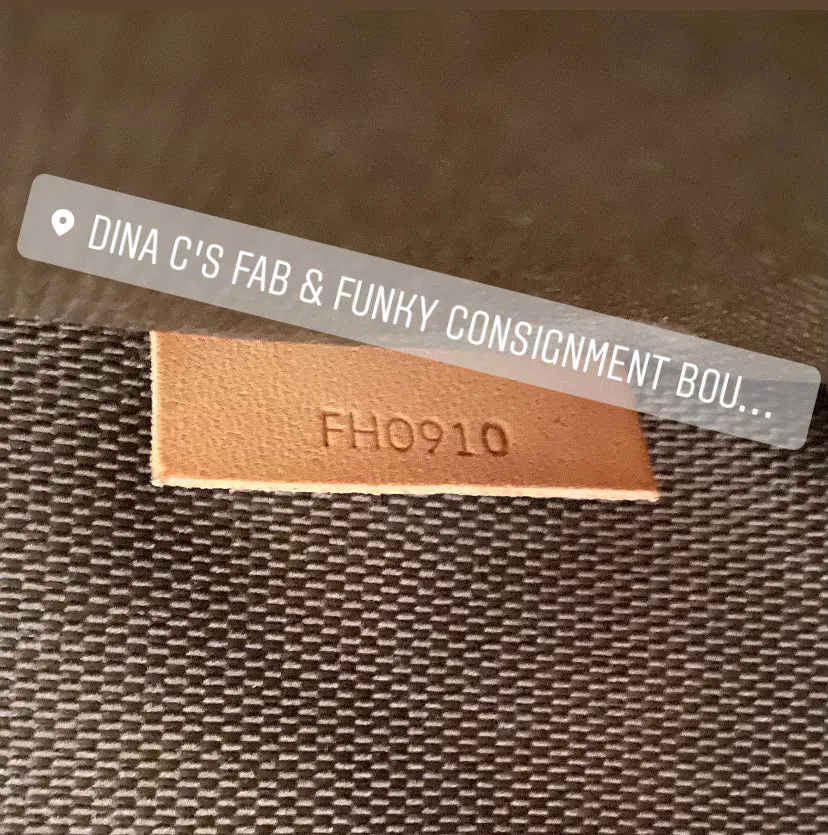 DINA C'S FAB & FUNKY CONSIGNMENT BOU...
FH0910